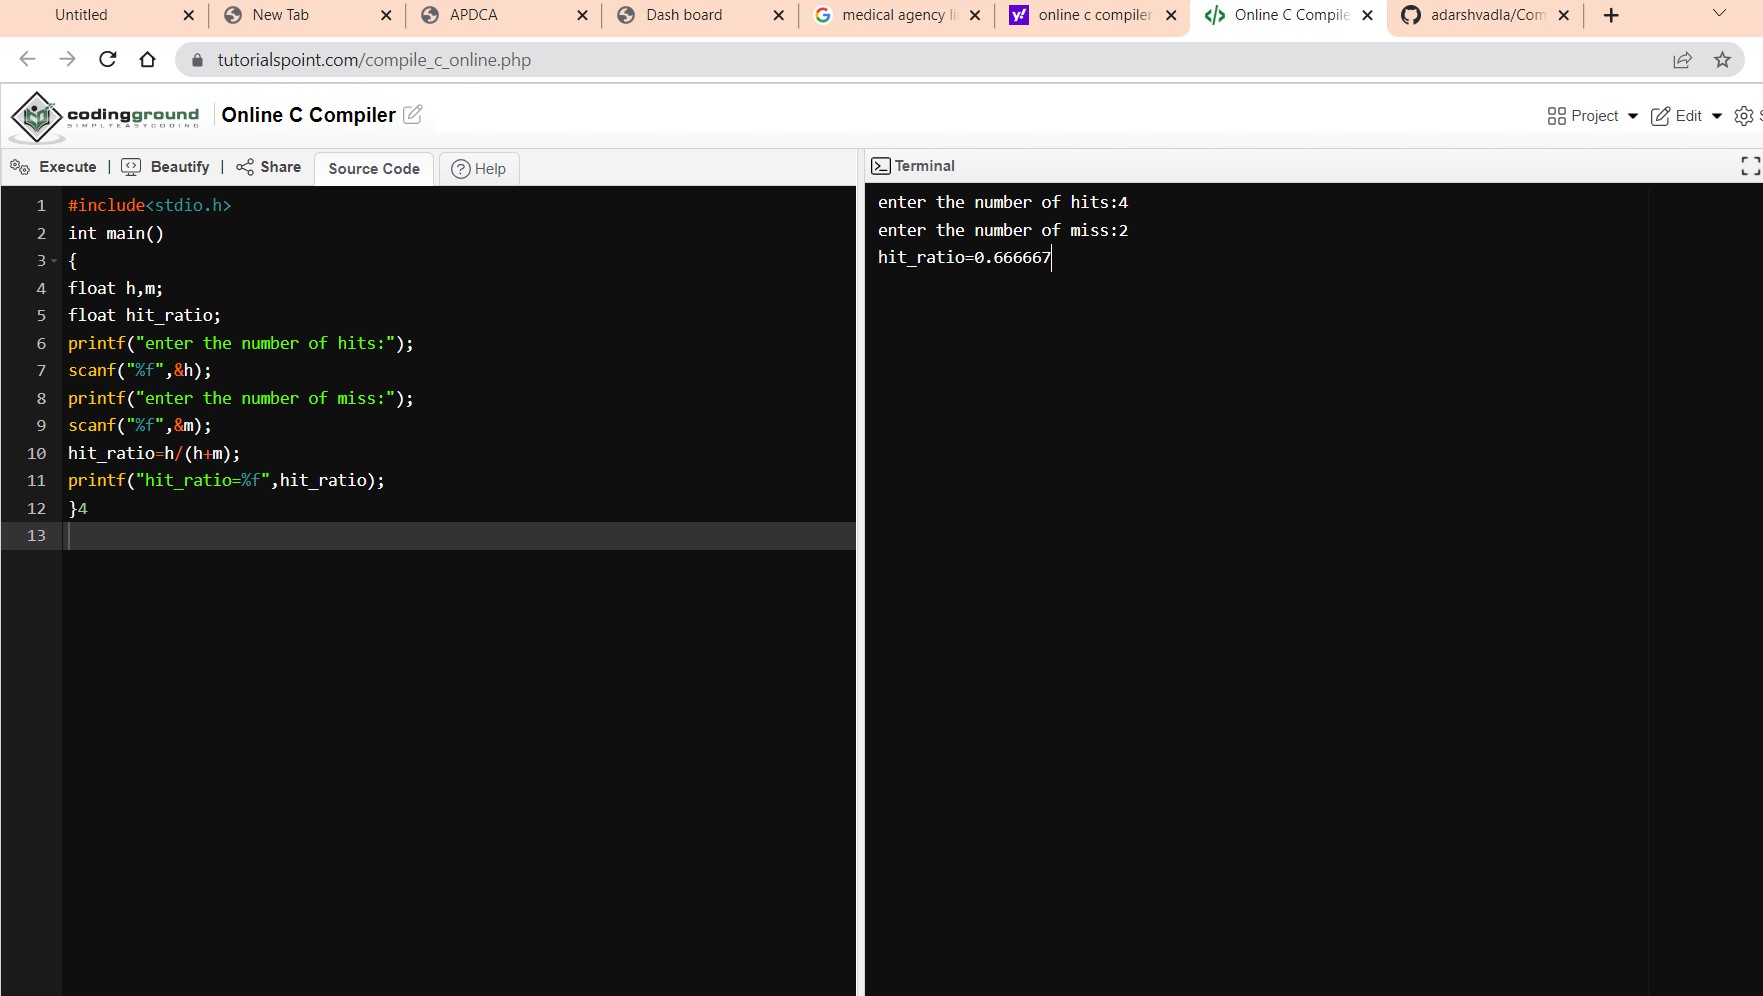 Untitled
New Tab
APDCA
Dash board
medical agency li
online c compiler
Online C Compile
adarshvadla/Com
tutorialspoint.com/compile_c_online.php
codingground
SIMPLYEASYCODING
Online C Compiler
Project
Edit
S
Execute | Beautify | Share Source Code Help
1 #include<stdio.h>
2 int main()
3 {
4 float h,m;
5 float hit_ratio;
6 printf("enter the number of hits:");
7 scanf("%f",&h);
8 printf("enter the number of miss:");
9 scanf("%f",&m);
10 hit_ratio=h/(h+m);
11 printf("hit_ratio=%f",hit_ratio);
12 }4
13
Terminal
enter the number of hits:4
enter the number of miss:2
hit_ratio=0.666667